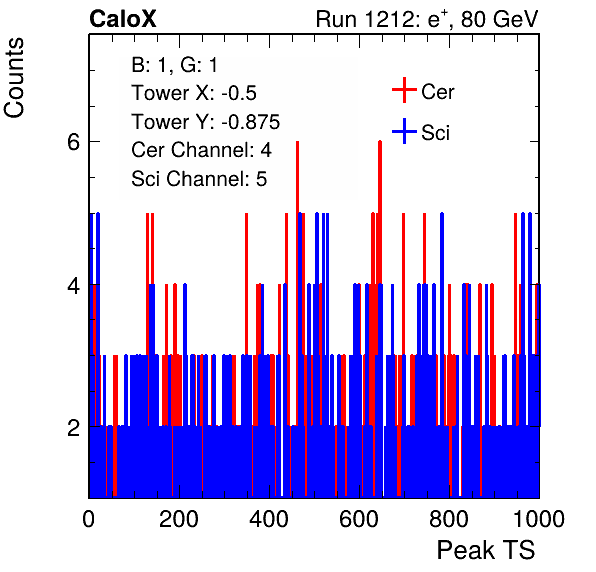 CaloX Run 1212: e⁺, 80 GeV
Counts
B: 1, G: 1
Tower X: -0.5
Tower Y: -0.875
Cer Channel: 4
Sci Channel: 5
Cer
Sci
6
4
2
0 200 400 600 800 1000
Peak TS